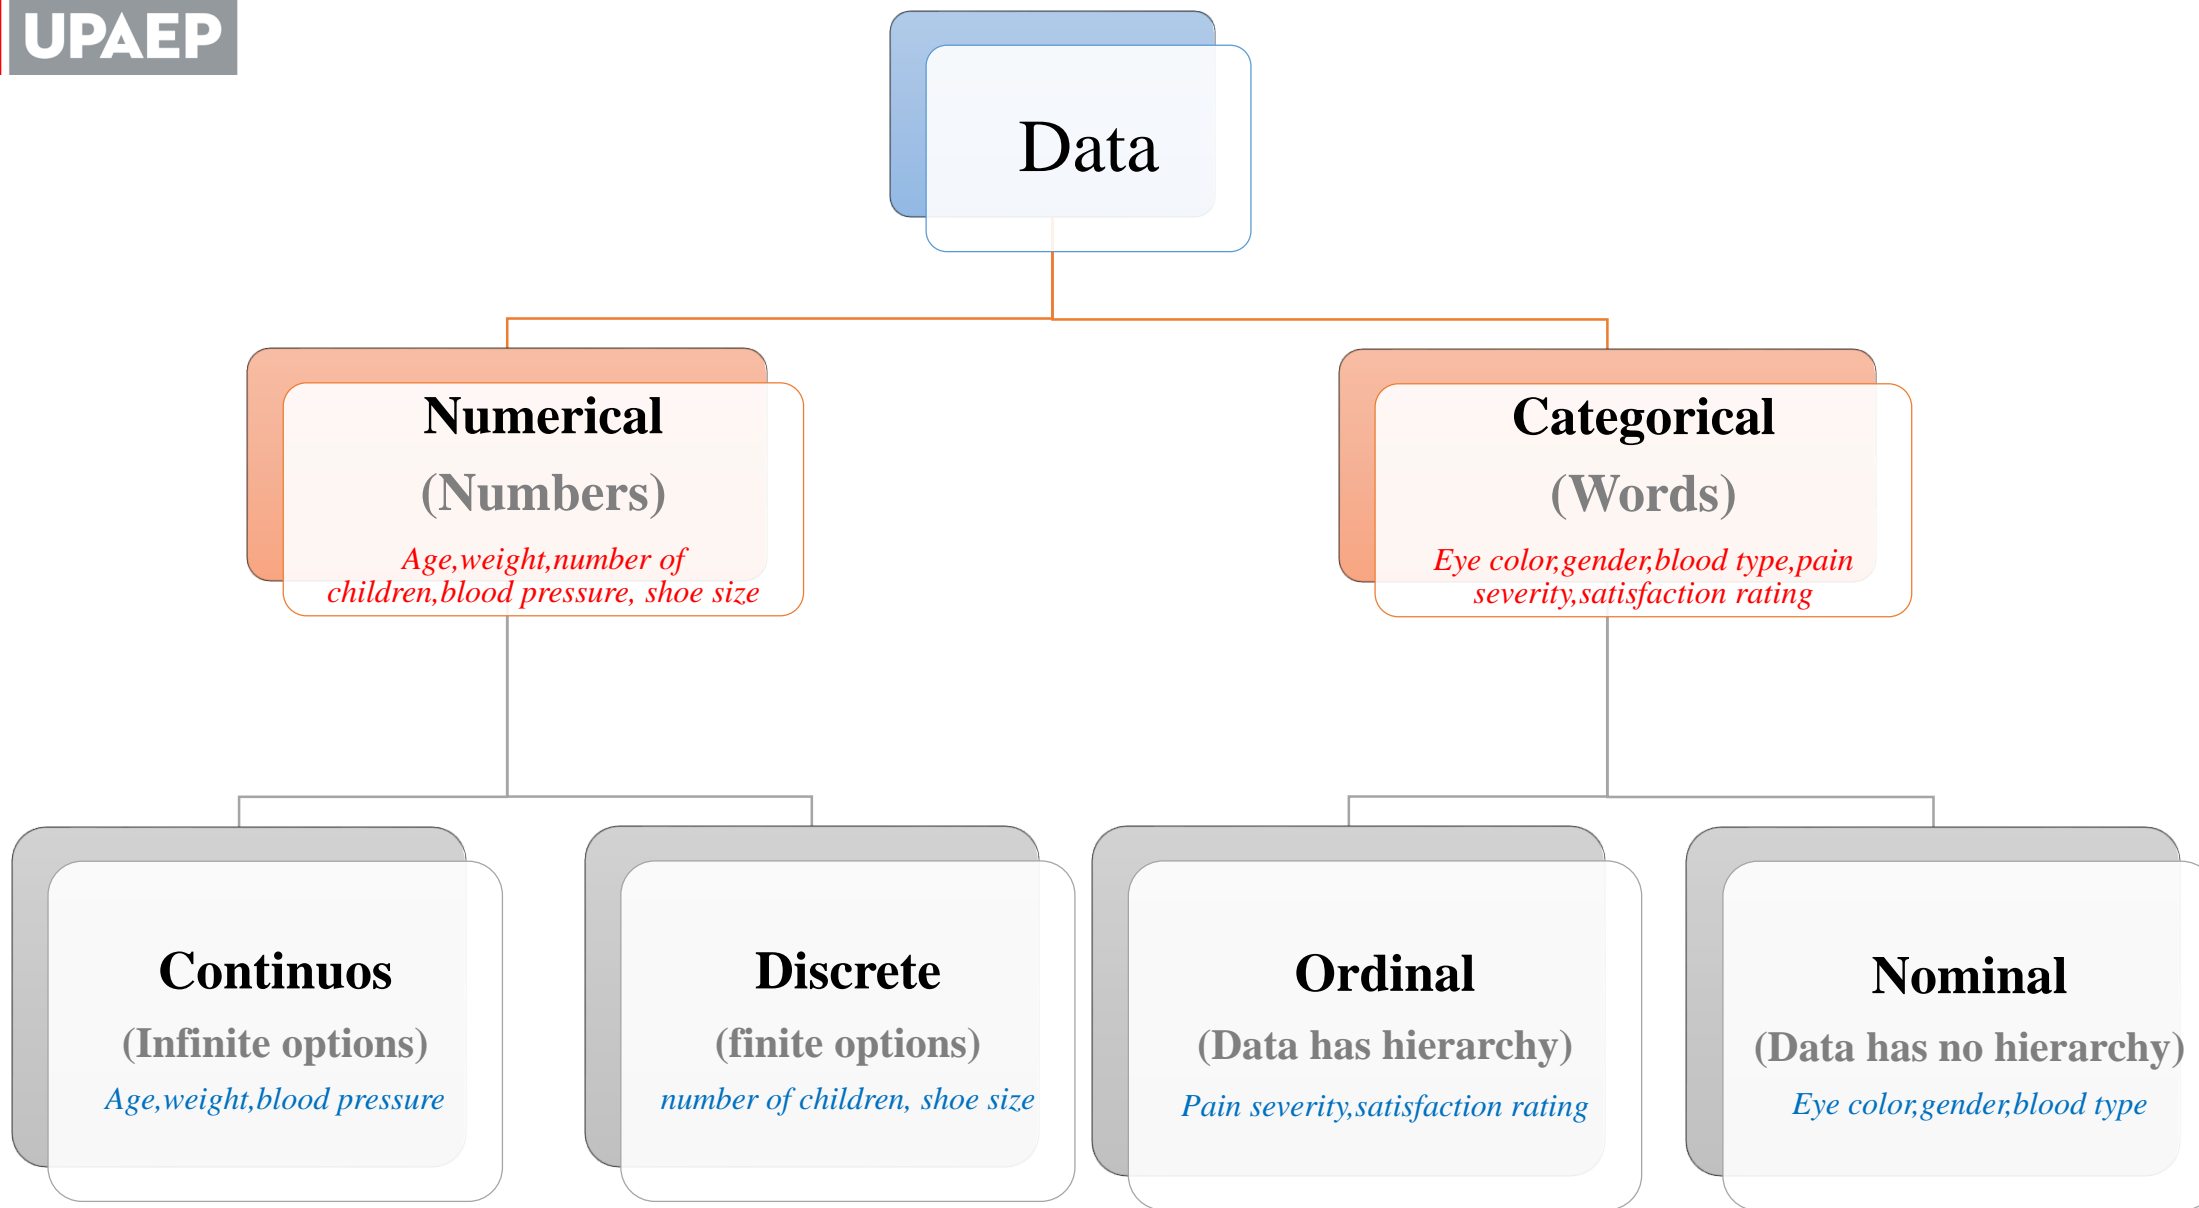 UPAEP
Data
Numerical
(Numbers)
Age,weight,number of
children,blood pressure, shoe size
Categorical
(Words)
Eye color,gender,blood type,pain
severity,satisfaction rating
Continuos
(Infinite options)
Age,weight,blood pressure
Discrete
(finite options)
number of children, shoe size
Ordinal
(Data has hierarchy)
Pain severity,satisfaction rating
Nominal
(Data has no hierarchy)
Eye color,gender,blood type